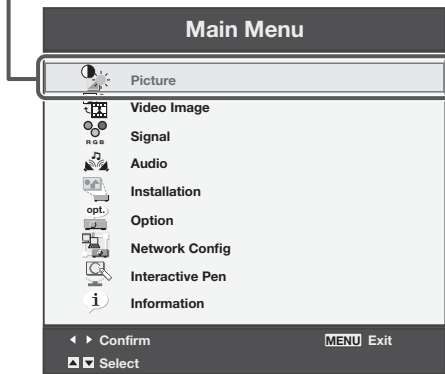 Main Menu
Picture
Video Image
RGB
Signal
Audio
Installation
opt.
Option
Network Config
Interactive Pen
i
Information
◀ ▶ Confirm
MENU Exit
▲ ▼ Select